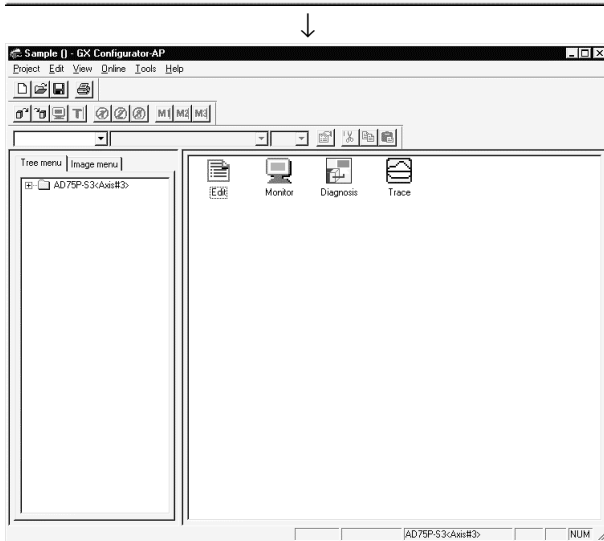 ↓
Sample () - GX Configurator-AP
Project Edit View Online Tools Help
T M1 M2 M3
Tree menu Image menu
AD75P-S3<Axis#3>
Edit Monitor Diagnosis Trace
AD75P-S3<Axis#3> NUM